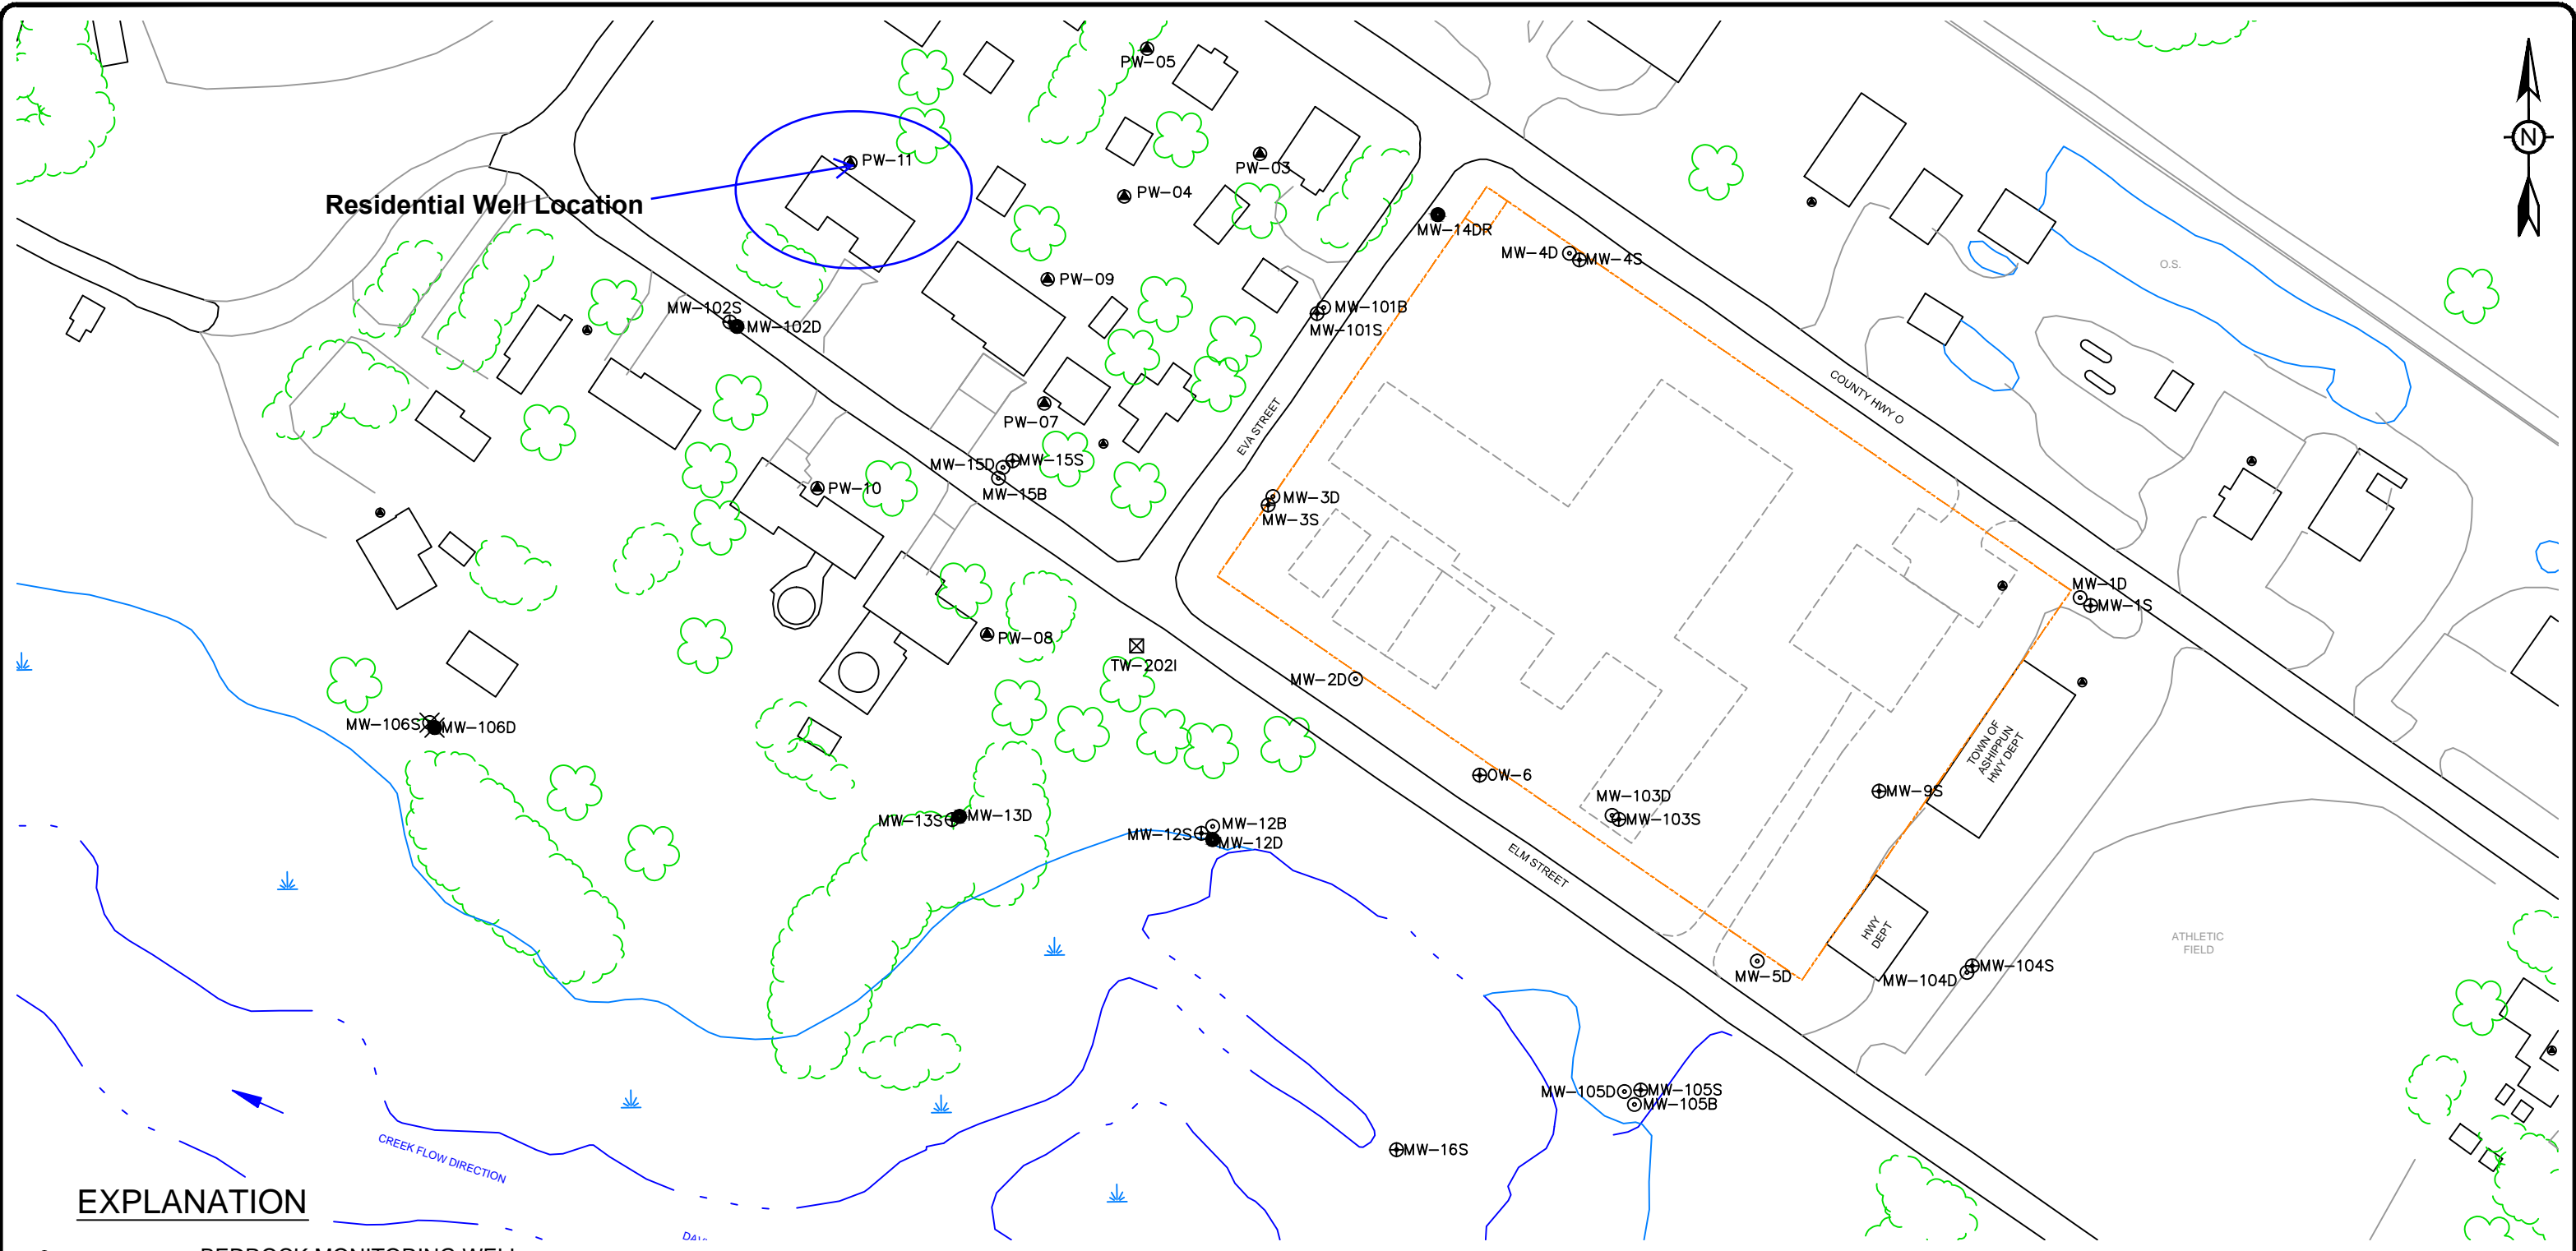 PW-05
N
PW-11
PW-03
PW-04
Residential Well Location
MW-14DR
MW-4D
MW-4S
O.S.
PW-09
MW-102S
MW-102D
MW-101B
MW-101S
COUNTY HWY O
PW-07
EVA STREET
MW-15D
MW-15S
MW-15B
PW-10
MW-3D
MW-3S
MW-1D
MW-1S
PW-08
TW-202I
MW-2D
MW-106S
MW-106D
TOWN OF
ASHIPPUN
HWY DEPT
OW-6
MW-9S
MW-103D
MW-103S
MW-13S
MW-13D
MW-12B
MW-12S
MW-12D
ELM STREET
HWY
DEPT
ATHLETIC
FIELD
MW-5D
MW-104S
MW-104D
MW-105D
MW-105S
MW-105B
CREEK FLOW DIRECTION
MW-16S
EXPLANATION
BEDROCK MONITORING WELL